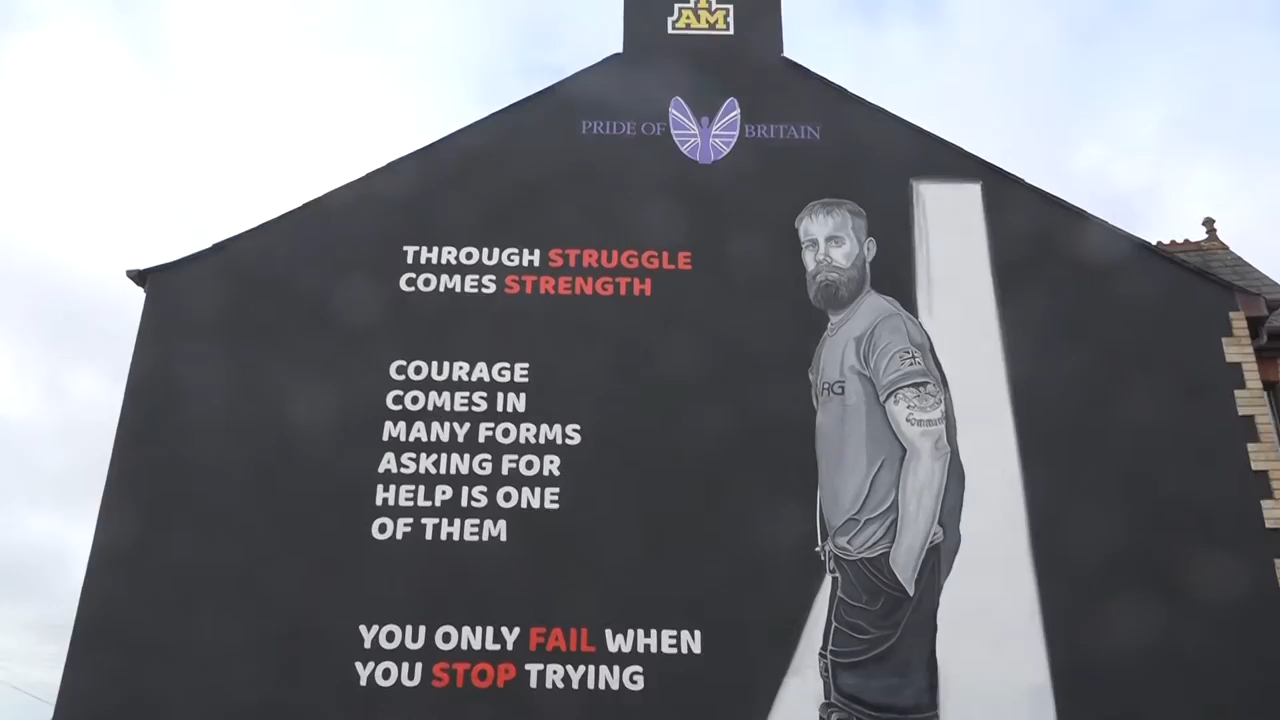 I
AM
PRIDE OF BRITAIN
THROUGH STRUGGLE
COMES STRENGTH
COURAGE
COMES IN
MANY FORMS
ASKING FOR
HELP IS ONE
OF THEM
YOU ONLY FAIL WHEN
YOU STOP TRYING
RG